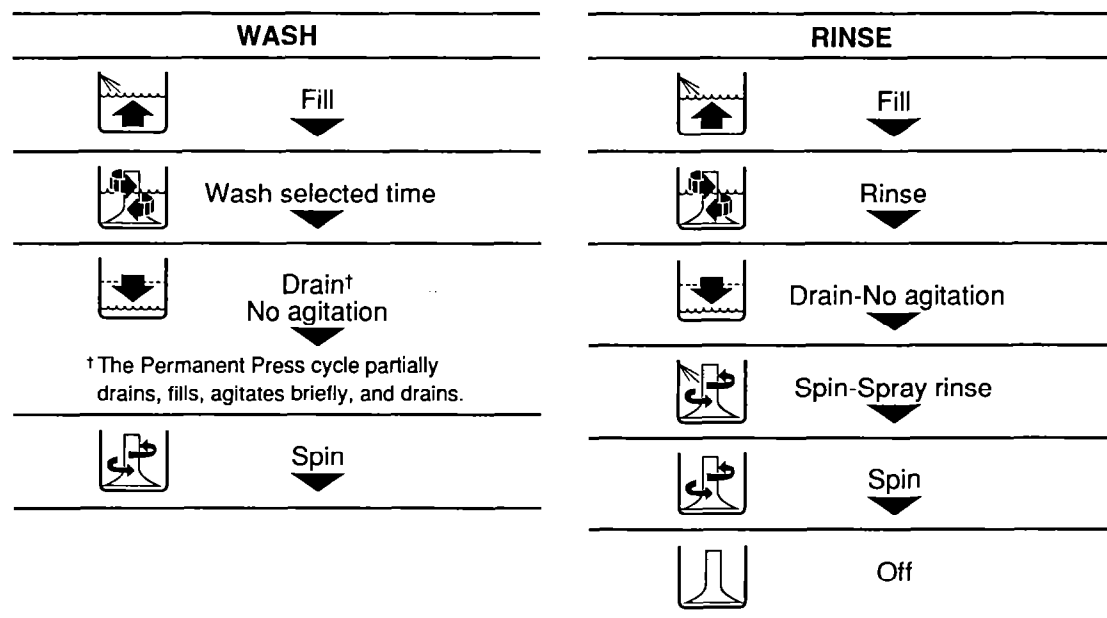 WASH
Fill
Wash selected time
Drain†
No agitation
† The Permanent Press cycle partially
drains, fills, agitates briefly, and drains.
Spin
RINSE
Fill
Rinse
Drain-No agitation
Spin-Spray rinse
Spin
Off